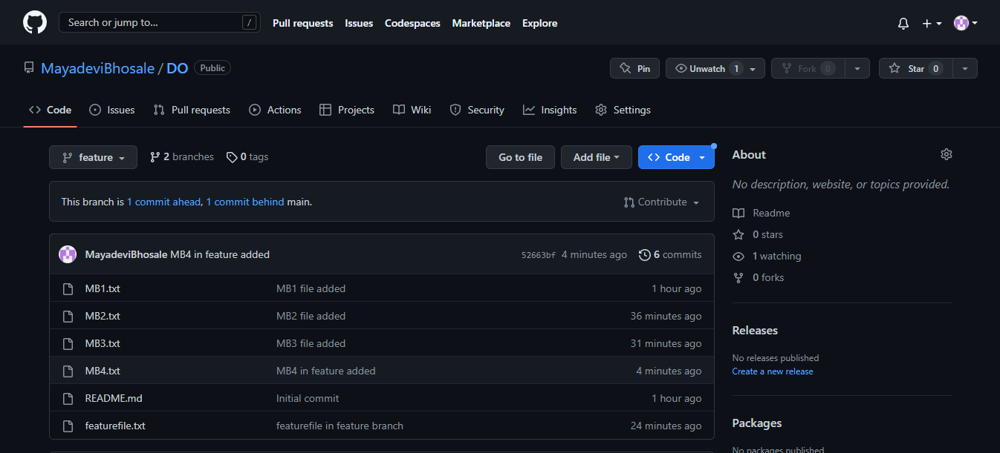 Search or jump to... / Pull requests Issues Codespaces Marketplace Explore
MayadeviBhosale / DO Public Pin Unwatch 1 Fork 0 Star 0
Code Issues Pull requests Actions Projects Wiki Security Insights Settings
feature 2 branches 0 tags Go to file Add file Code
This branch is 1 commit ahead, 1 commit behind main. Contribute
MayadeviBhosale MB4 in feature added 52663bf 4 minutes ago 6 commits
MB1.txt MB1 file added 1 hour ago
MB2.txt MB2 file added 36 minutes ago
MB3.txt MB3 file added 31 minutes ago
MB4.txt MB4 in feature added 4 minutes ago
README.md Initial commit 1 hour ago
featurefile.txt featurefile in feature branch 24 minutes ago
About
No description, website, or topics provided.
Readme
0 stars
1 watching
0 forks
Releases
No releases published
Create a new release
Packages
No packages published